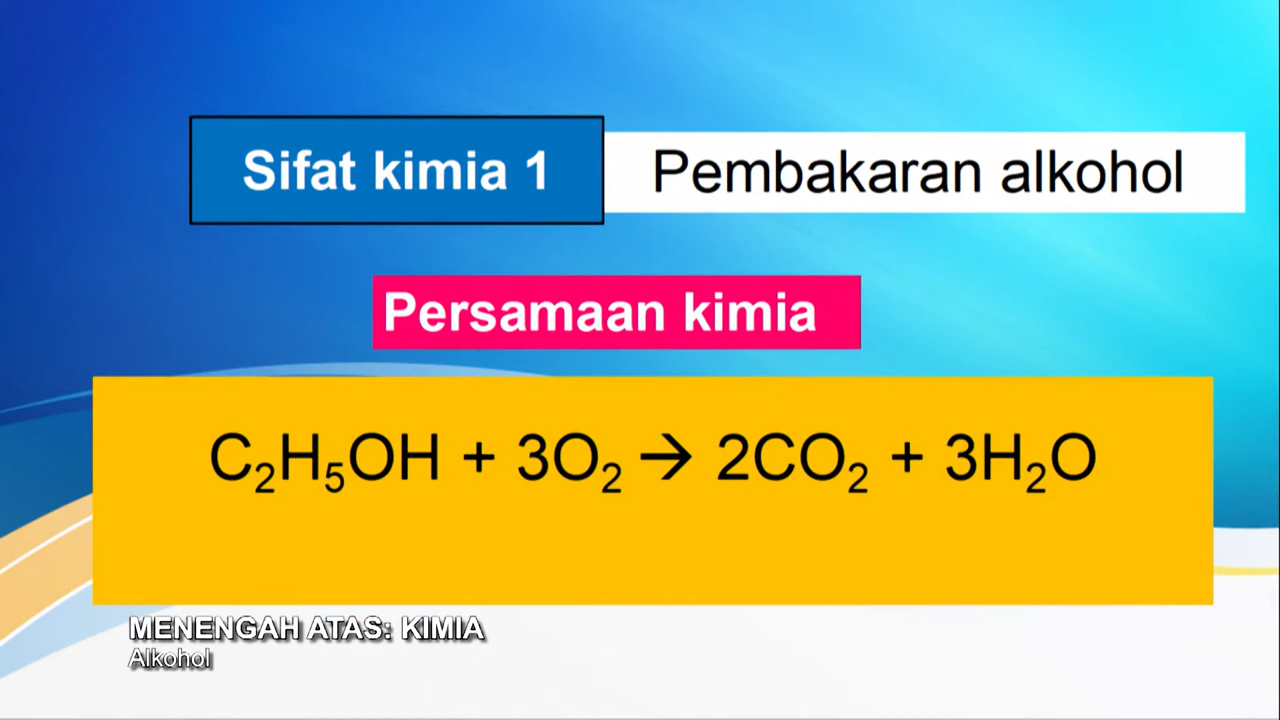 Sifat kimia 1
Pembakaran alkohol
Persamaan kimia
C₂H₅OH + 3O₂ → 2CO₂ + 3H₂O
MENENGAH ATAS: KIMIA
Alkohol